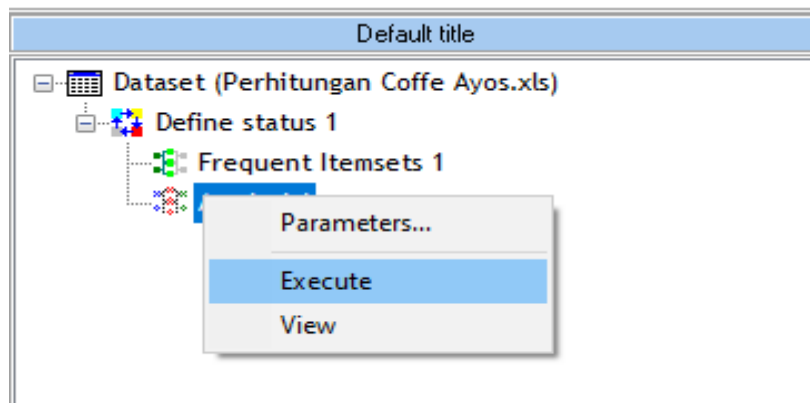 Default title
Dataset (Perhitungan Coffe Ayos.xls)
Define status 1
Frequent Itemsets 1
Parameters...
Execute
View